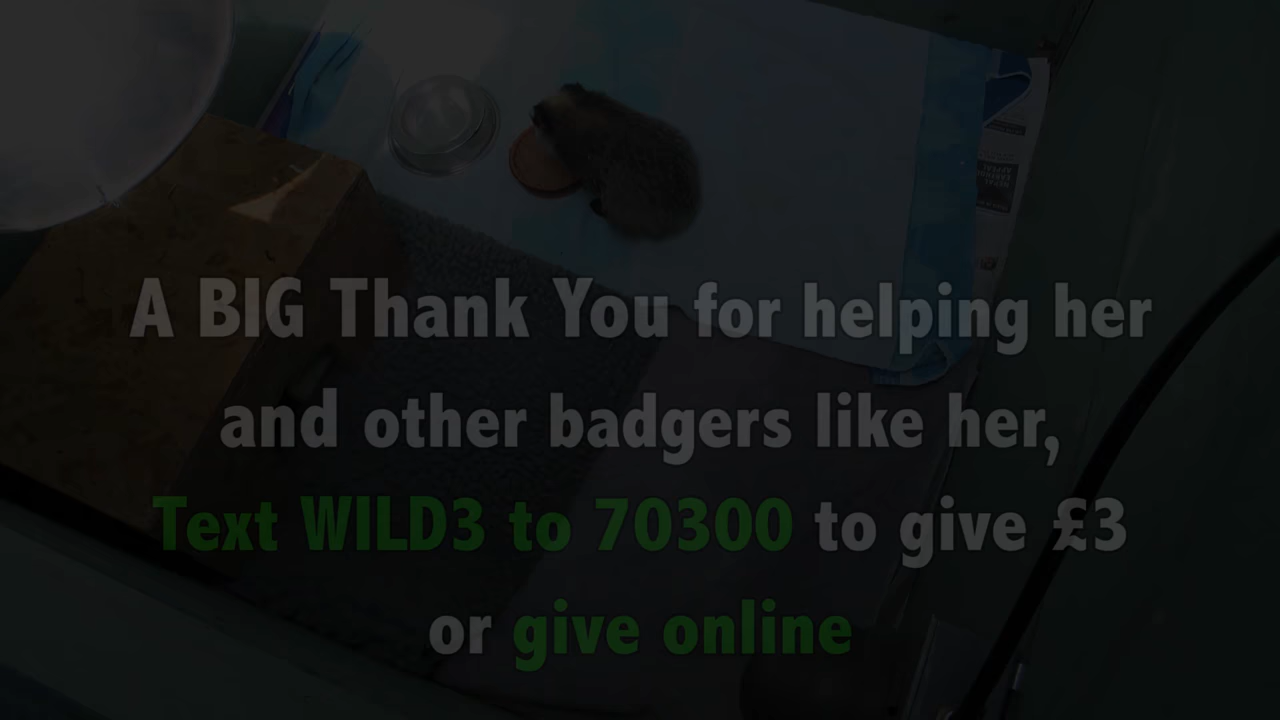 A BIG Thank You for helping her
and other badgers like her,
Text WILD3 to 70300 to give £3
or give online